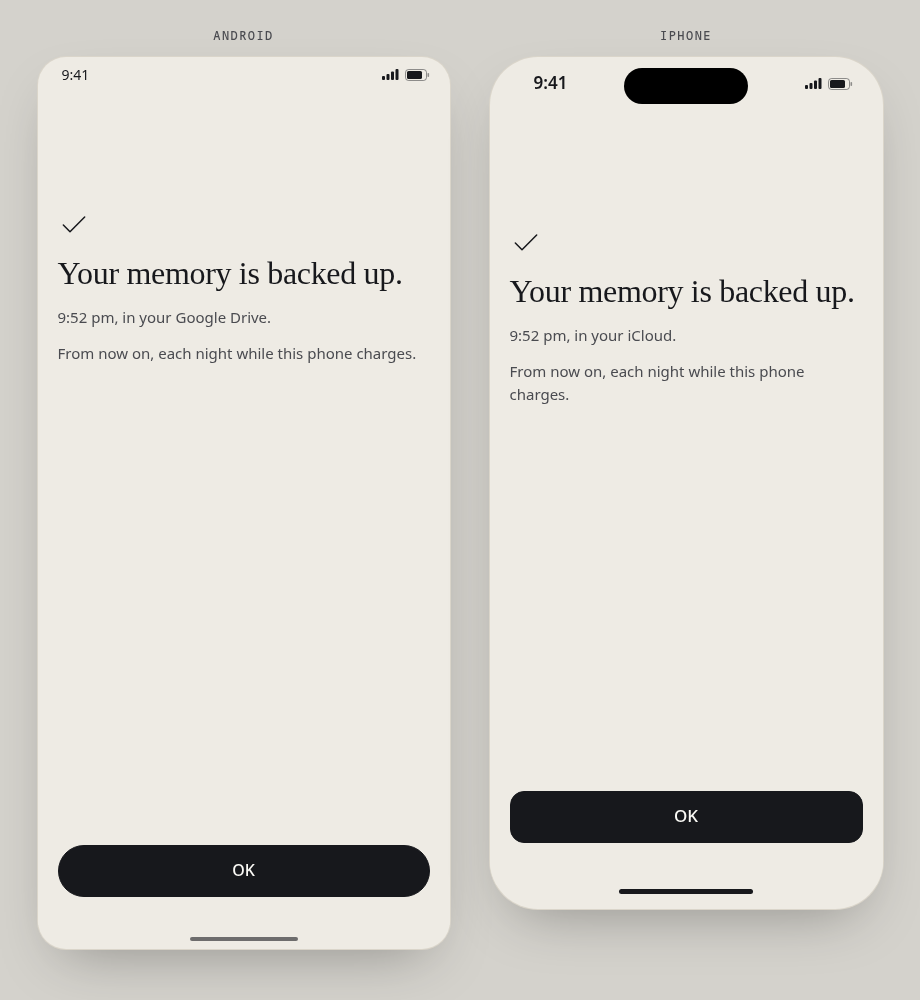 ANDROID
9:41
Your memory is backed up.
9:52 pm, in your Google Drive.
From now on, each night while this phone charges.
OK
IPHONE
9:41
Your memory is backed up.
9:52 pm, in your iCloud.
From now on, each night while this phone
charges.
OK